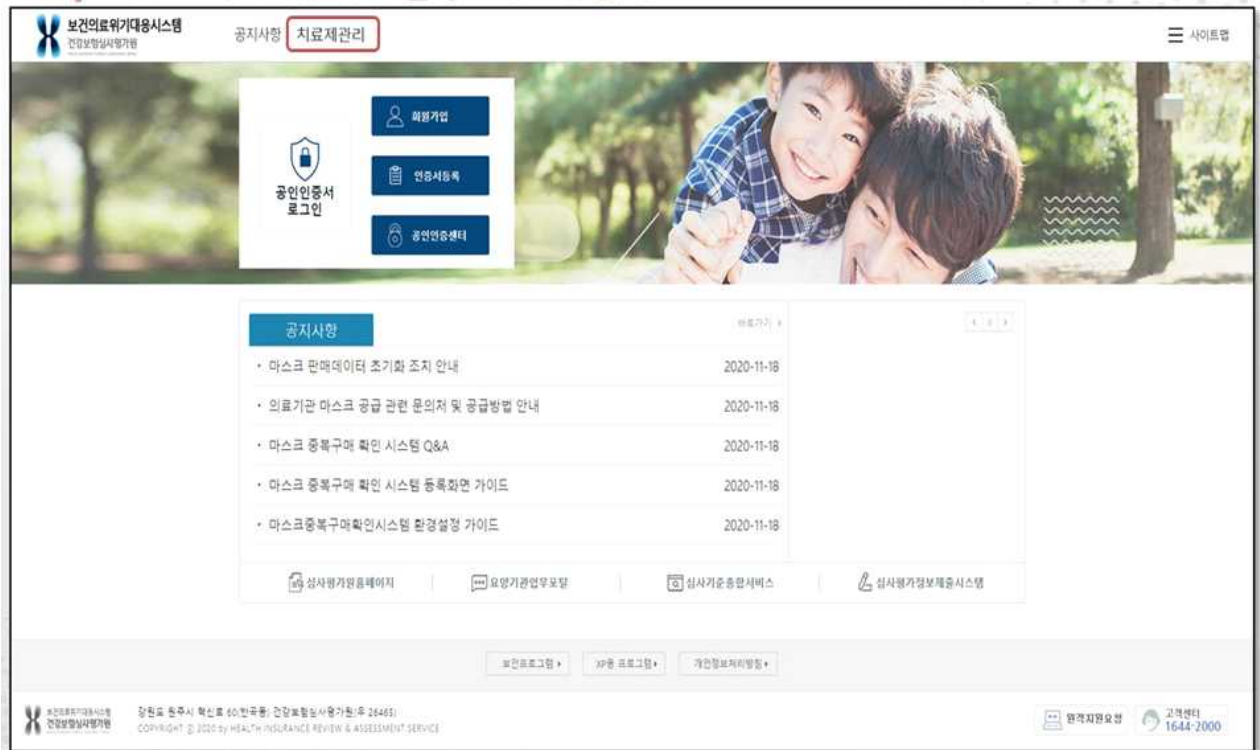 보건의료위기대응시스템
건강보험심사평가원
공지사항 치료제관리
사이트맵
회원가입
공인인증서
로그인
인증서등록
공인인증센터
공지사항
바로가기
• 마스크 판매데이터 초기화 조치 안내 2020-11-18
• 의료기관 마스크 공급 관련 문의처 및 공급방법 안내 2020-11-18
• 마스크 중복구매 확인 시스템 Q&A 2020-11-18
• 마스크 중복구매 확인 시스템 등록화면 가이드 2020-11-18
• 마스크중복구매확인시스템 환경설정 가이드 2020-11-18
심사평가원홈페이지 요양기관업무포탈 심사기준종합서비스 심사평가정보제출시스템
보안프로그램 XP용 프로그램 개인정보처리방침
보건의료위기대응시스템
건강보험심사평가원
강원도 원주시 혁신로 60(반곡동) 건강보험심사평가원(우 26465)
COPYRIGHT ⓒ 2020 by HEALTH INSURANCE REVIEW & ASSESSMENT SERVICE
원격지원요청
고객센터
1644-2000